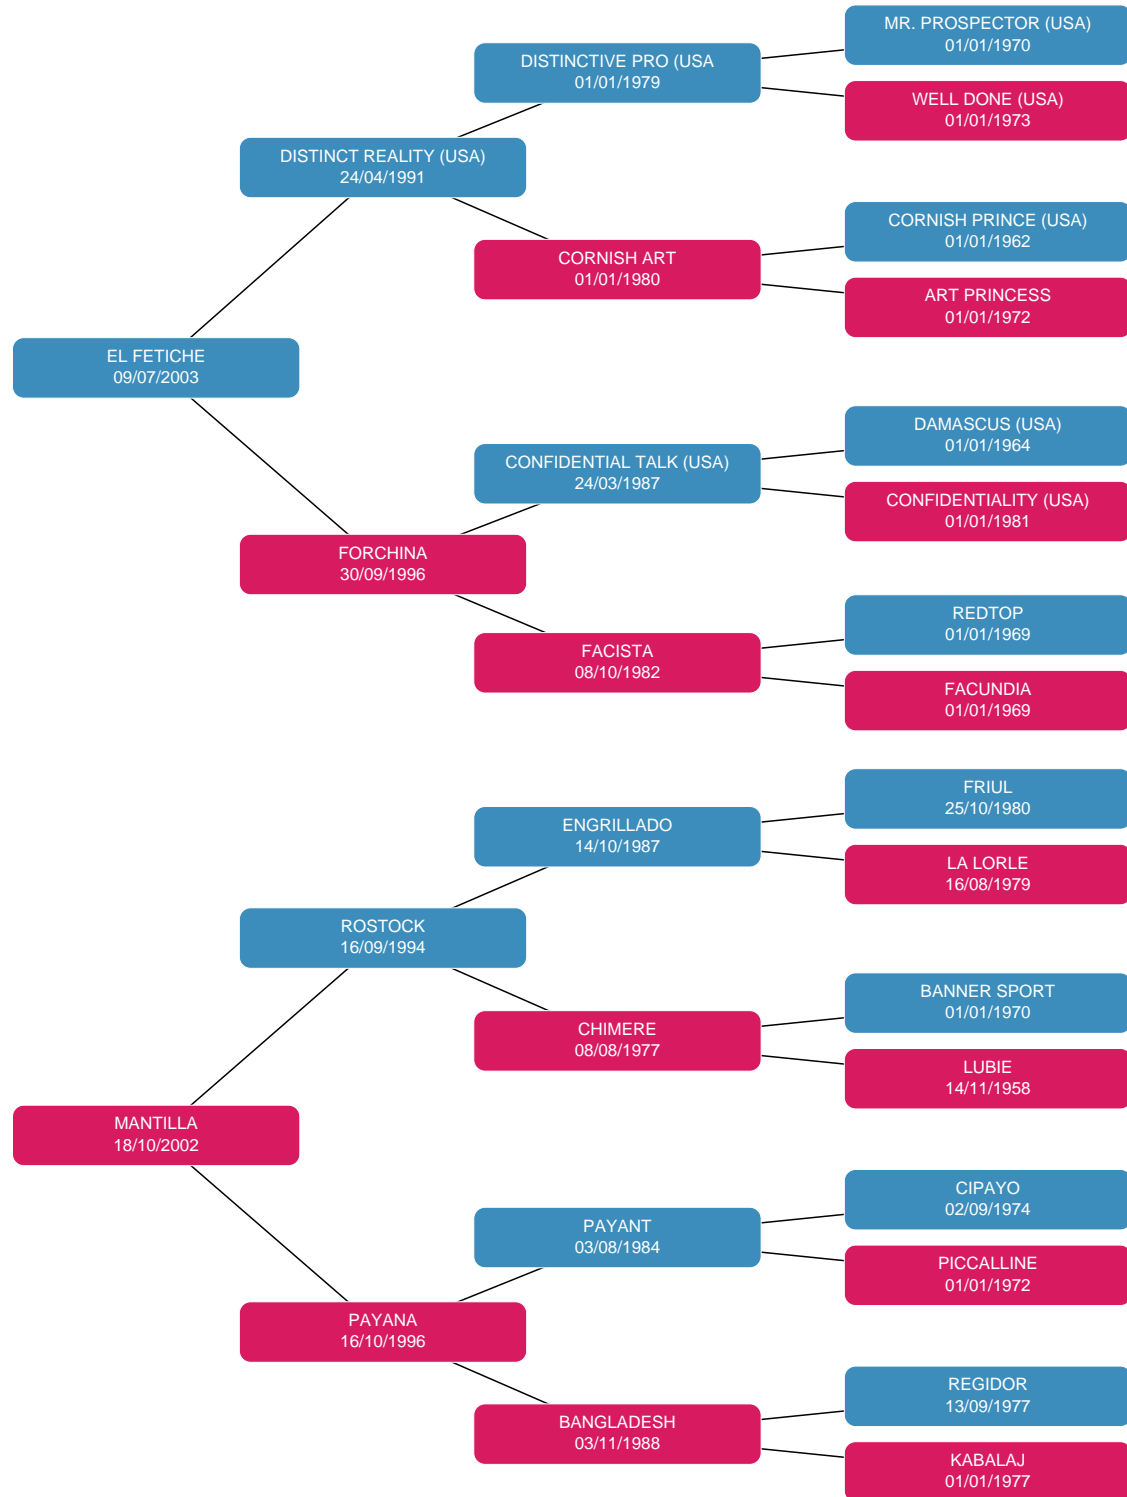 MR. PROSPECTOR (USA)
01/01/1970
DISTINCTIVE PRO (USA
01/01/1979
WELL DONE (USA)
01/01/1973
DISTINCT REALITY (USA)
24/04/1991
CORNISH PRINCE (USA)
01/01/1962
CORNISH ART
01/01/1980
ART PRINCESS
01/01/1972
EL FETICHE
09/07/2003
DAMASCUS (USA)
01/01/1964
CONFIDENTIAL TALK (USA)
24/03/1987
CONFIDENTIALITY (USA)
01/01/1981
FORCHINA
30/09/1996
REDTOP
01/01/1969
FACISTA
08/10/1982
FACUNDIA
01/01/1969
FRIUL
25/10/1980
ENGRILLADO
14/10/1987
LA LORLE
16/08/1979
ROSTOCK
16/09/1994
BANNER SPORT
01/01/1970
CHIMERE
08/08/1977
LUBIE
14/11/1958
MANTILLA
18/10/2002
CIPAYO
02/09/1974
PAYANT
03/08/1984
PICCALLINE
01/01/1972
PAYANA
16/10/1996
REGIDOR
13/09/1977
BANGLADESH
03/11/1988
KABALAJ
01/01/1977